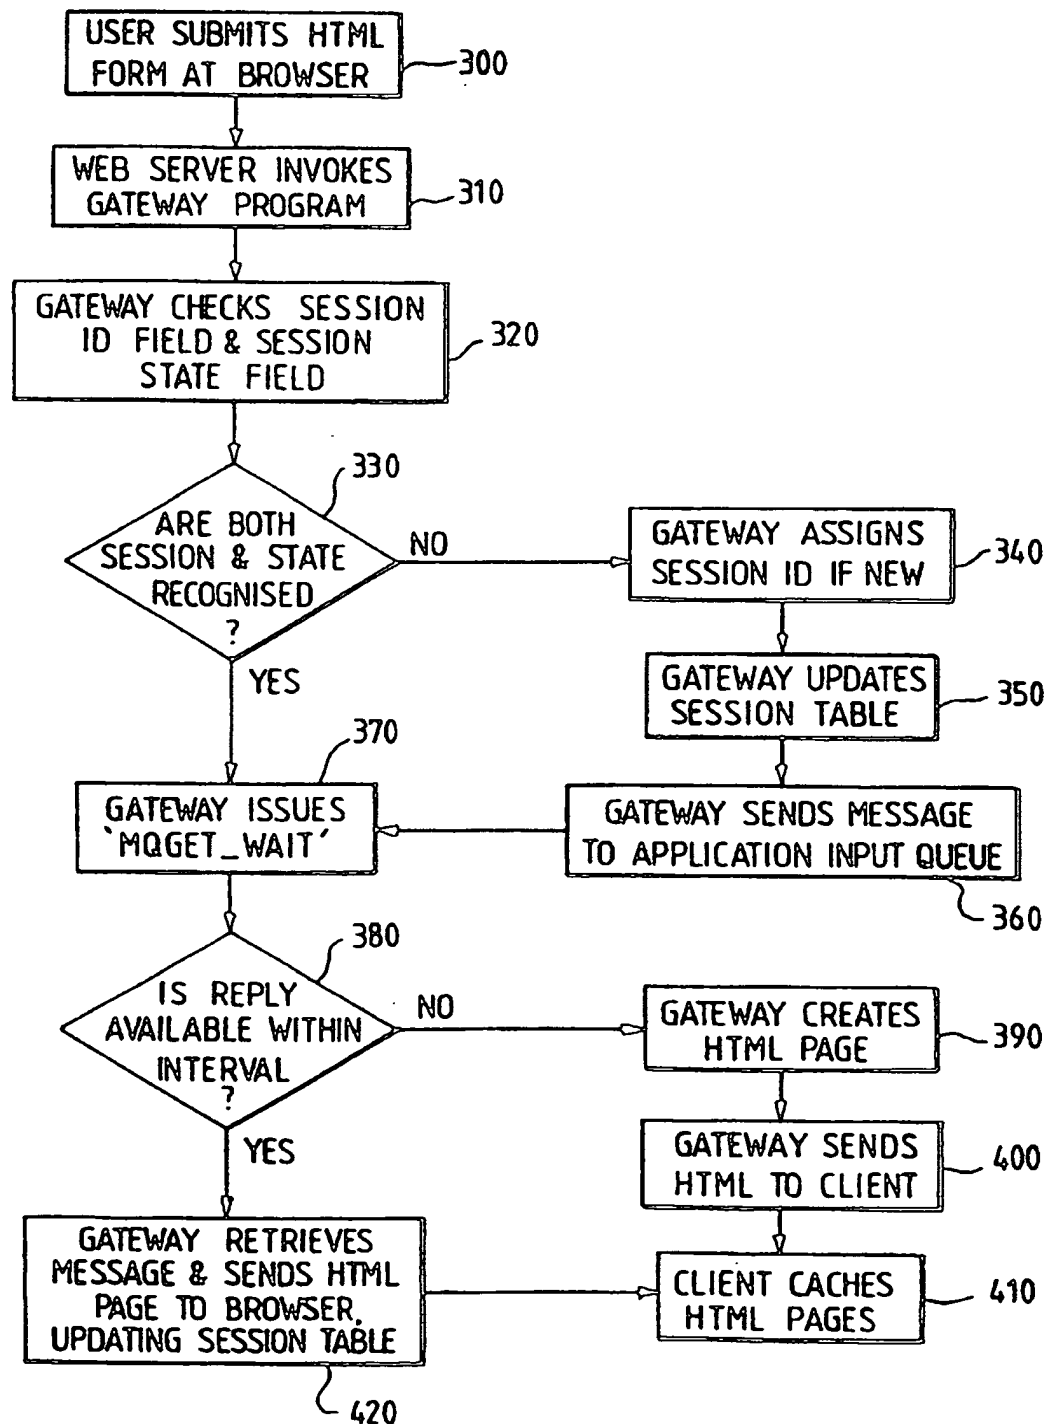 USER SUBMITS HTML
FORM AT BROWSER
300
WEB SERVER INVOKES
GATEWAY PROGRAM
310
GATEWAY CHECKS SESSION
ID FIELD & SESSION
STATE FIELD
320
330
ARE BOTH
SESSION & STATE
RECOGNISED
?
NO
YES
GATEWAY ASSIGNS
SESSION ID IF NEW
340
GATEWAY UPDATES
SESSION TABLE
350
GATEWAY SENDS MESSAGE
TO APPLICATION INPUT QUEUE
360
370
GATEWAY ISSUES
'MQGET_WAIT'
380
IS REPLY
AVAILABLE WITHIN
INTERVAL
?
NO
YES
GATEWAY CREATES
HTML PAGE
390
GATEWAY SENDS
HTML TO CLIENT
400
GATEWAY RETRIEVES
MESSAGE & SENDS HTML
PAGE TO BROWSER,
UPDATING SESSION TABLE
420
CLIENT CACHES
HTML PAGES
410